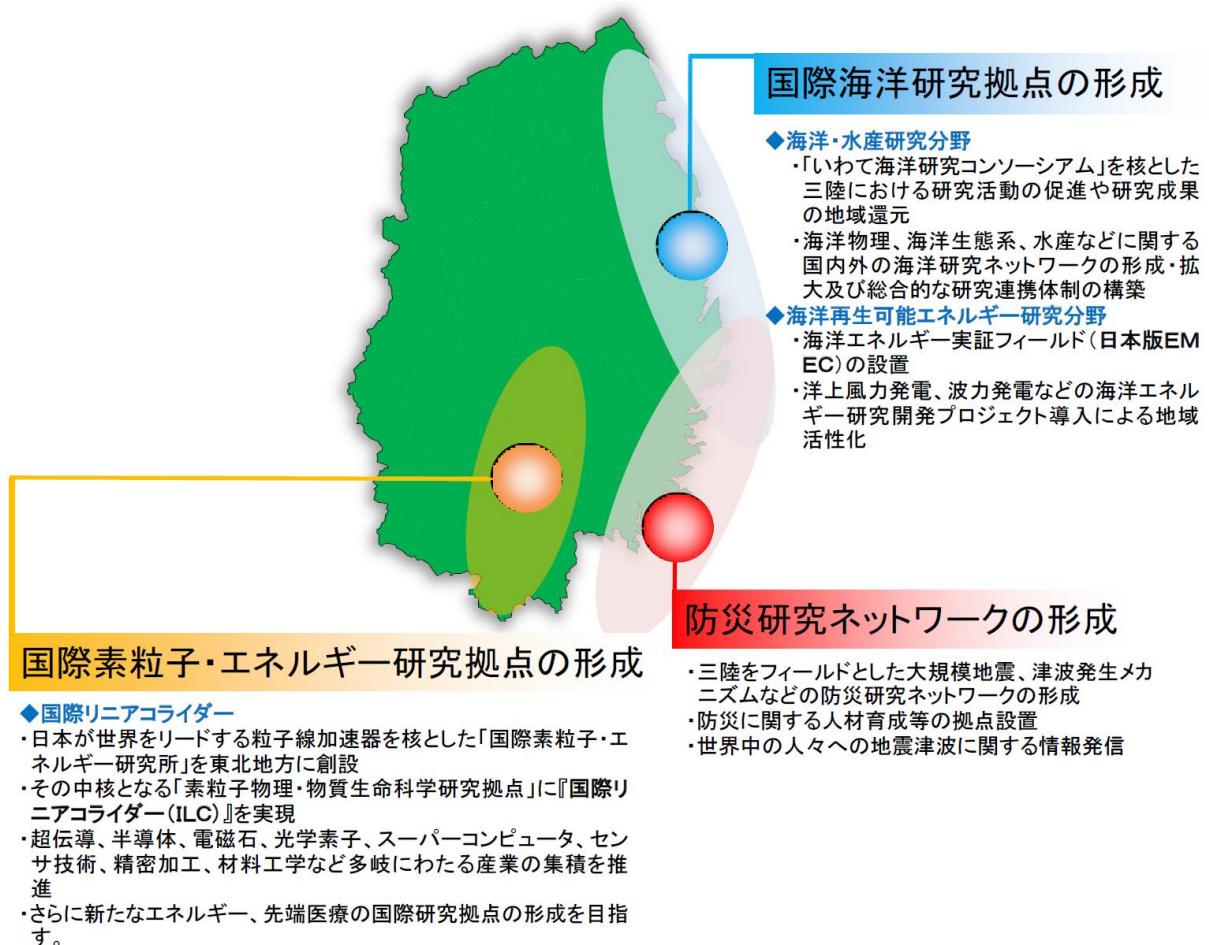 国際海洋研究拠点の形成
◆海洋・水産研究分野
・「いわて海洋研究コンソーシアム」を核とした
三陸における研究活動の促進や研究成果
の地域還元
・海洋物理、海洋生態系、水産などに関する
国内外の海洋研究ネットワークの形成・拡
大及び総合的な研究連携体制の構築
◆海洋再生可能エネルギー研究分野
・海洋エネルギー実証フィールド（日本版EM
EC）の設置
・洋上風力発電、波力発電などの海洋エネル
ギー研究開発プロジェクト導入による地域
活性化
防災研究ネットワークの形成
・三陸をフィールドとした大規模地震、津波発生メカ
ニズムなどの防災研究ネットワークの形成
・防災に関する人材育成等の拠点設置
・世界中の人々への地震津波に関する情報発信
国際素粒子・エネルギー研究拠点の形成
◆国際リニアコライダー
・日本が世界をリードする粒子線加速器を核とした「国際素粒子・エ
ネルギー研究所」を東北地方に創設
・その中核となる「素粒子物理・物質生命科学研究拠点」に『国際リ
ニアコライダー（ILC）』を実現
・超伝導、半導体、電磁石、光学素子、スーパーコンピュータ、セン
サ技術、精密加工、材料工学など多岐にわたる産業の集積を推
進
・さらに新たなエネルギー、先端医療の国際研究拠点の形成を目指
す。